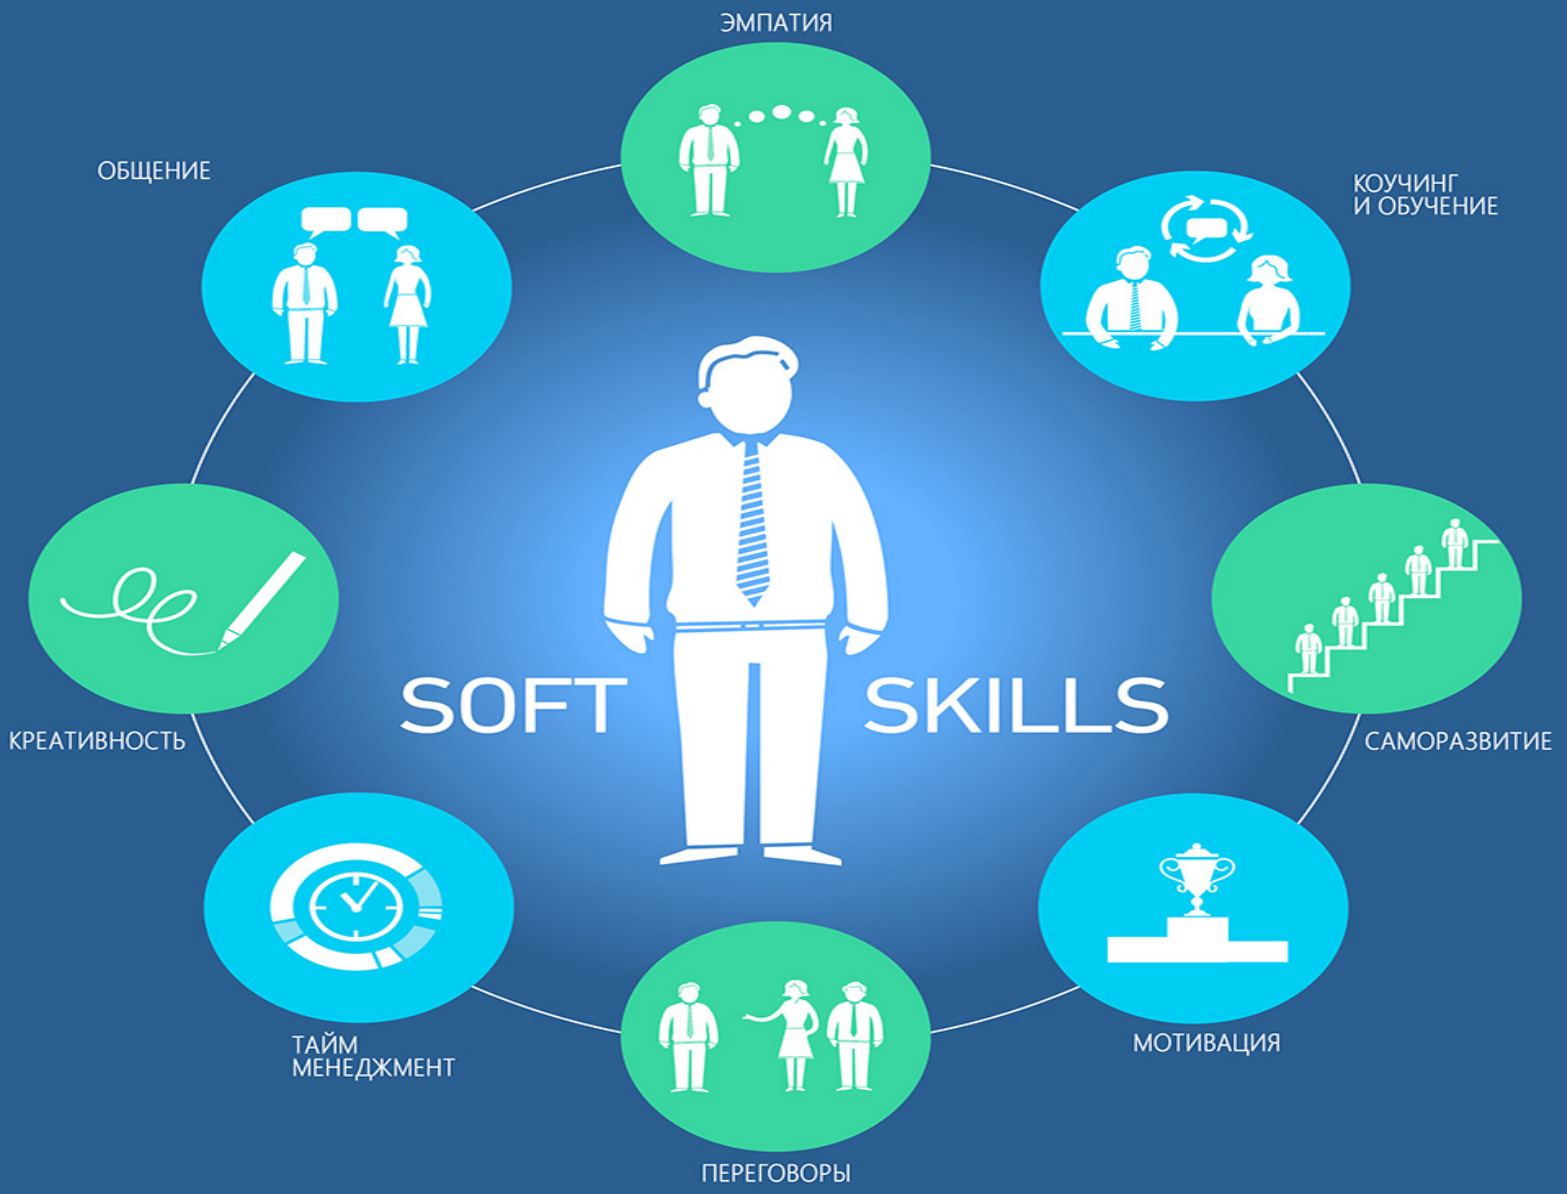 ЭМПАТИЯ
ОБЩЕНИЕ
КОУЧИНГ
И ОБУЧЕНИЕ
SOFT SKILLS
КРЕАТИВНОСТЬ
САМОРАЗВИТИЕ
ТАЙМ
МЕНЕДЖМЕНТ
МОТИВАЦИЯ
ПЕРЕГОВОРЫ